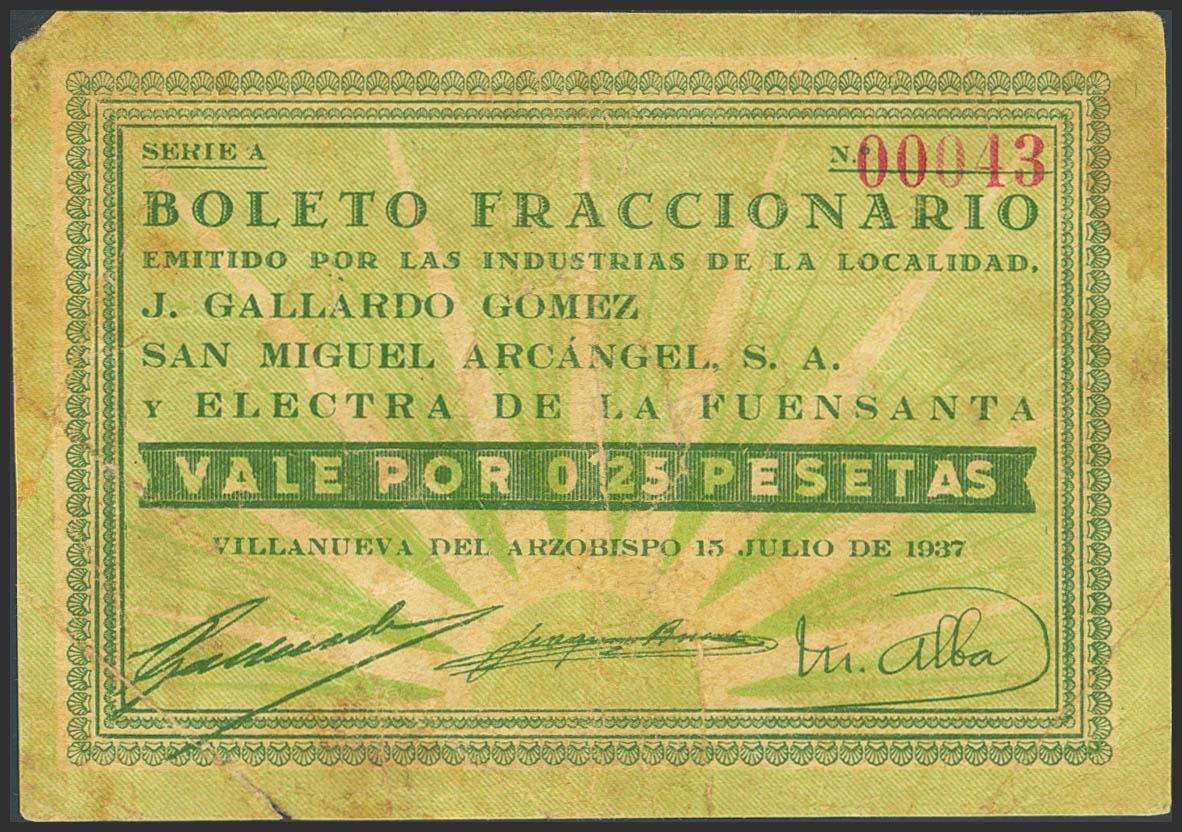 SERIE A
N.º 00043
BOLETO FRACCIONARIO
EMITIDO POR LAS INDUSTRIAS DE LA LOCALIDAD.
J. GALLARDO GOMEZ
SAN MIGUEL ARCÁNGEL, S. A.
Y ELECTRA DE LA FUENSANTA
VALE POR 0'25 PESETAS
VILLANUEVA DEL ARZOBISPO 15 JULIO DE 1937
M. Alba